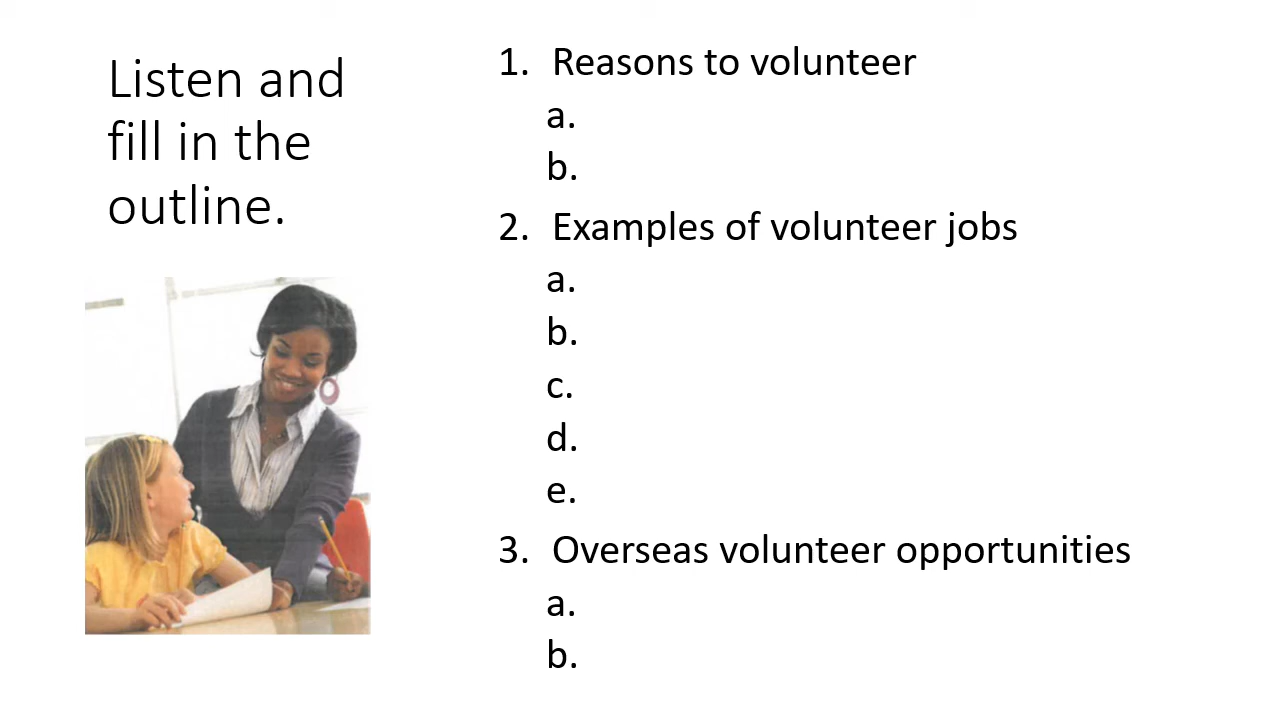 Listen and
fill in the
outline.
1. Reasons to volunteer
a.
b.
2. Examples of volunteer jobs
a.
b.
c.
d.
e.
3. Overseas volunteer opportunities
a.
b.